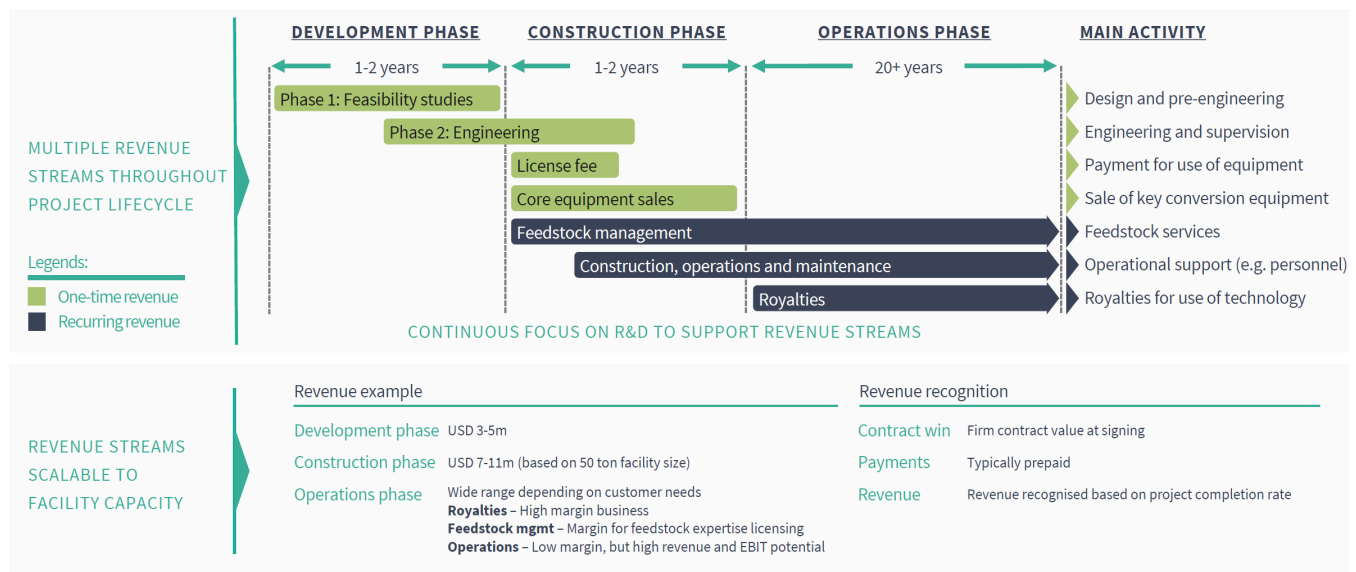 DEVELOPMENT PHASE
CONSTRUCTION PHASE
OPERATIONS PHASE
MAIN ACTIVITY
1-2 years
1-2 years
20+ years
MULTIPLE REVENUE
STREAMS THROUGHOUT
PROJECT LIFECYCLE
Legends:
One-time revenue
Recurring revenue
Phase 1: Feasibility studies
Design and pre-engineering
Phase 2: Engineering
Engineering and supervision
License fee
Payment for use of equipment
Core equipment sales
Sale of key conversion equipment
Feedstock management
Feedstock services
Construction, operations and maintenance
Operational support (e.g. personnel)
Royalties
Royalties for use of technology
CONTINUOUS FOCUS ON R&D TO SUPPORT REVENUE STREAMS
REVENUE STREAMS
SCALABLE TO
FACILITY CAPACITY
Revenue example
Development phase USD 3-5m
Construction phase USD 7-11m (based on 50 ton facility size)
Operations phase Wide range depending on customer needs
Royalties – High margin business
Feedstock mgmt – Margin for feedstock expertise licensing
Operations – Low margin, but high revenue and EBIT potential
Revenue recognition
Contract win Firm contract value at signing
Payments Typically prepaid
Revenue Revenue recognised based on project completion rate